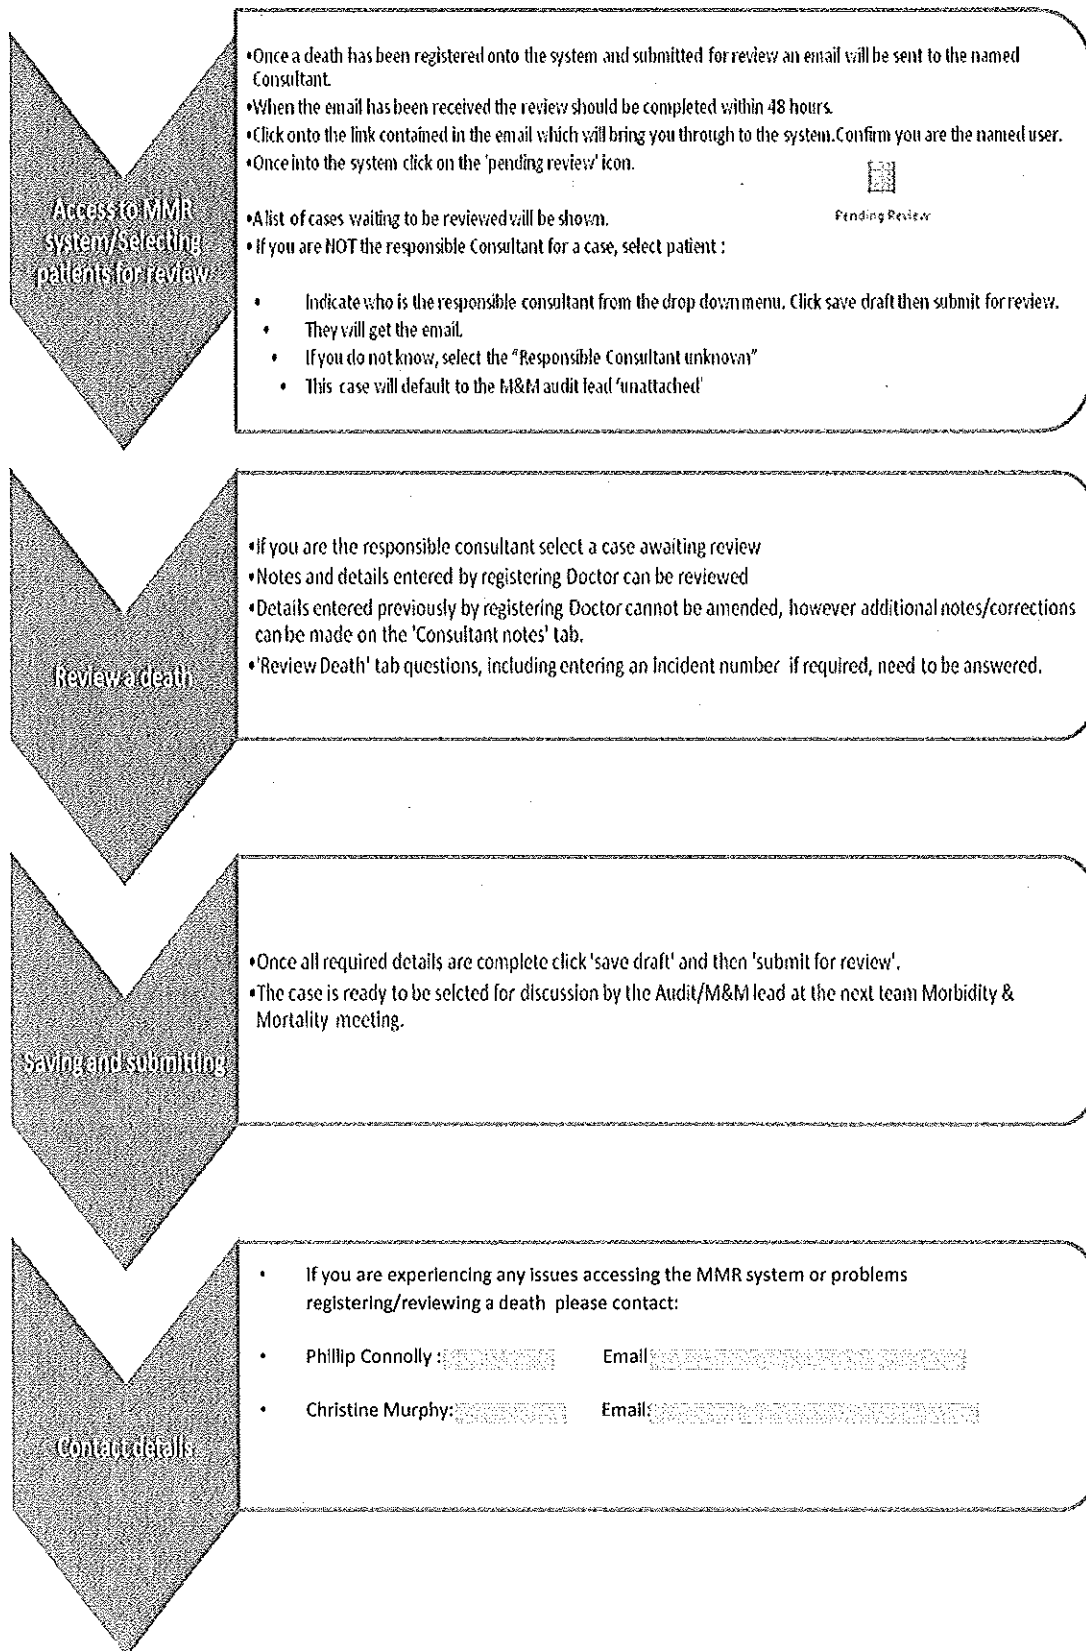 Access to MMR
system/Selecting
patients for review
•Once a death has been registered onto the system and submitted for review an email will be sent to the named
Consultant.
•When the email has been received the review should be completed within 48 hours.
•Click onto the link contained in the email which will bring you through to the system.Confirm you are the named user.
•Once into the system click on the 'pending review' icon.
Pending Review
•A list of cases waiting to be reviewed will be shown.
•If you are NOT the responsible Consultant for a case, select patient :
• Indicate who is the responsible consultant from the drop down menu. Click save draft then submit for review.
• They will get the email.
• If you do not know, select the "Responsible Consultant unknown"
• This case will default to the M&M audit lead 'unattached'
Review a death
•If you are the responsible consultant select a case awaiting review
•Notes and details entered by registering Doctor can be reviewed
•Details entered previously by registering Doctor cannot be amended, however additional notes/corrections
can be made on the 'Consultant notes' tab.
•'Review Death' tab questions, including entering an incident number if required, need to be answered.
Saving and submitting
•Once all required details are complete click 'save draft' and then 'submit for review'.
•The case is ready to be selcted for discussion by the Audit/M&M lead at the next team Morbidity &
Mortality meeting.
Contact details
• If you are experiencing any issues accessing the MMR system or problems
registering/reviewing a death please contact:
• Phillip Connolly : Email
• Christine Murphy: Email: